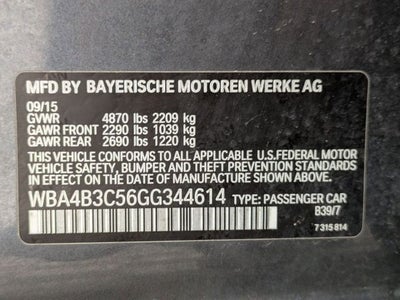 MFD BY BAYERISCHE MOTOREN WERKE AG
09/15
GVWR 4870 lbs 2209 kg
GAWR FRONT 2290 lbs 1039 kg
GAWR REAR 2690 lbs 1220 kg
THIS VEHICLE CONFORMS TO ALL APPLICABLE U.S. FEDERAL MOTOR
VEHICLE SAFETY, BUMPER, AND THEFT PREVENTION STANDARDS
IN EFFECT ON THE DATE OF MANUFACTURE SHOWN ABOVE.
WBA4B3C56GG344614 TYPE: PASSENGER CAR
B39/7
7 315 814